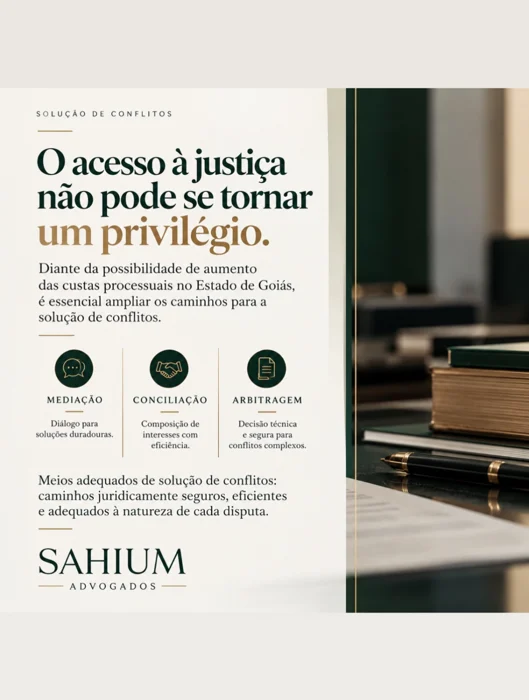 SOLUÇÃO DE CONFLITOS
O acesso à justiça
não pode se tornar
um privilégio.
Diante da possibilidade de aumento
das custas processuais no Estado de Goiás,
é essencial ampliar os caminhos para a
solução de conflitos.
MEDIAÇÃO
Diálogo para
soluções duradouras.
CONCILIAÇÃO
Composição de
interesses com
eficiência.
ARBITRAGEM
Decisão técnica
e segura para
conflitos complexos.
Meios adequados de solução de conflitos:
caminhos juridicamente seguros, eficientes
e adequados à natureza de cada disputa.
SAHIUM
ADVOGADOS